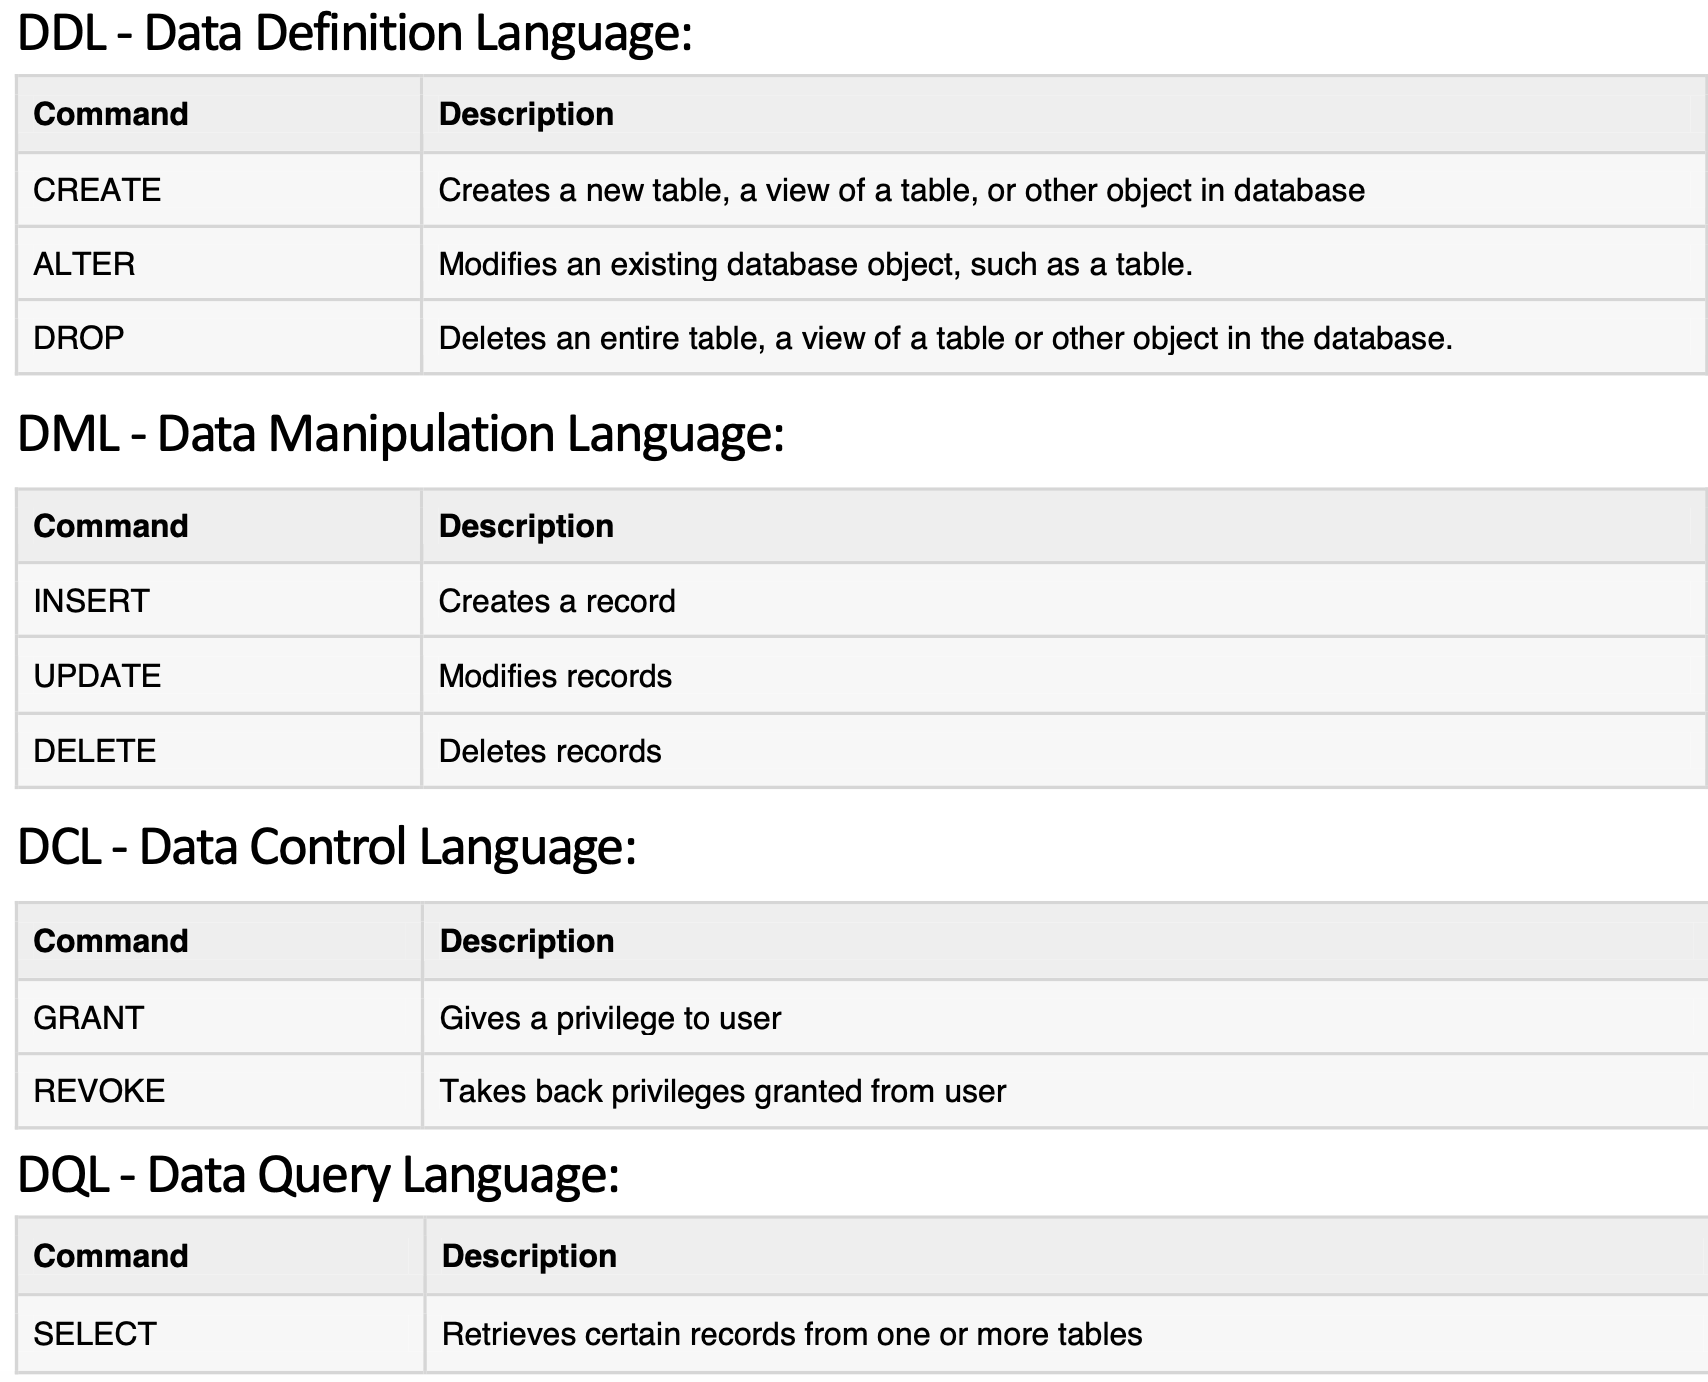 DDL - Data Definition Language:
Command Description
CREATE Creates a new table, a view of a table, or other object in database
ALTER Modifies an existing database object, such as a table.
DROP Deletes an entire table, a view of a table or other object in the database.
DML - Data Manipulation Language:
Command Description
INSERT Creates a record
UPDATE Modifies records
DELETE Deletes records
DCL - Data Control Language:
Command Description
GRANT Gives a privilege to user
REVOKE Takes back privileges granted from user
DQL - Data Query Language:
Command Description
SELECT Retrieves certain records from one or more tables